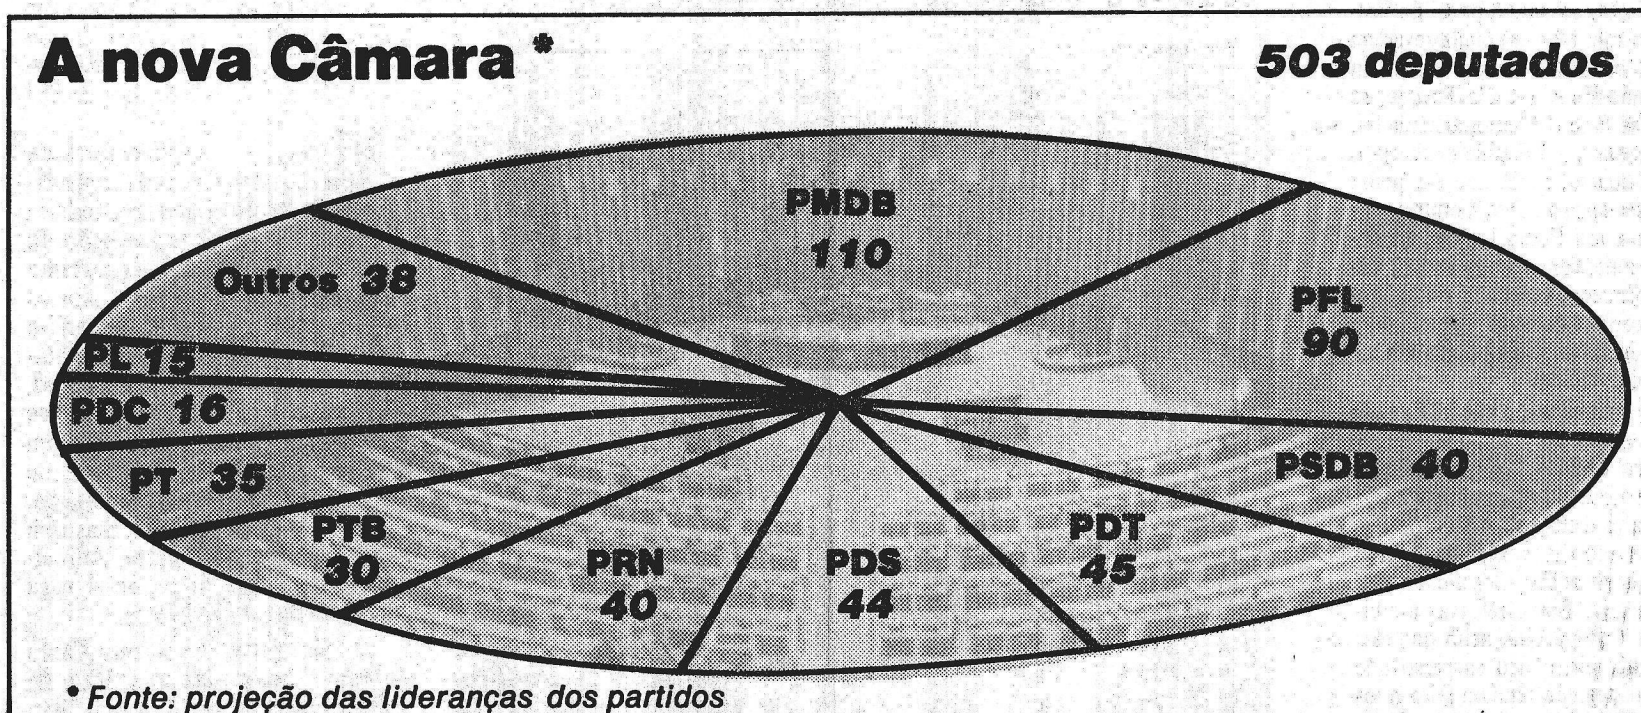 A nova Câmara *
503 deputados
PMDB
110
Outros 38
PFL
90
PL 15
PDC 16
PSDB 40
PT 35
PTB
30
PRN
40
PDS
44
PDT
45
* Fonte: projeção das lideranças dos partidos